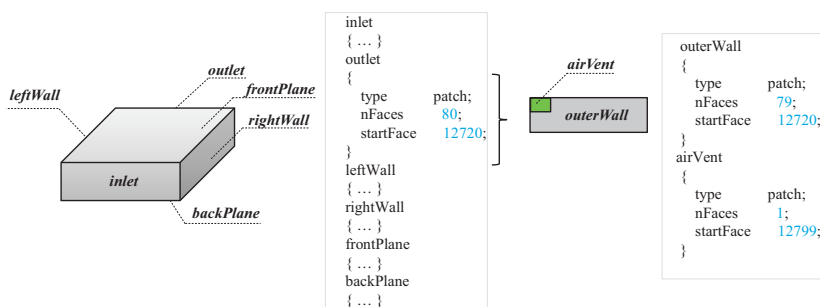 outlet
leftWall
frontPlane
rightWall
inlet
backPlane
inlet
{ ... }
outlet
{
type patch;
nFaces 80;
startFace 12720;
}
leftWall
{ ... }
rightWall
{ ... }
frontPlane
{ ... }
backPlane
{ ... }
airVent
outerWall
outerWall
{
type patch;
nFaces 79;
startFace 12720;
}
airVent
{
type patch;
nFaces 1;
startFace 12799;
}